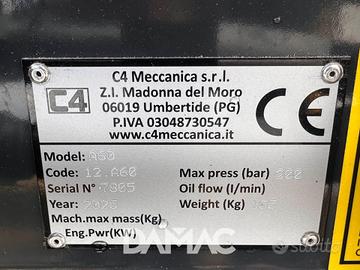 C4 Meccanica s.r.l.
Z.I. Madonna del Moro
06019 Umbertide (PG)
P.IVA 03048730547
www.c4meccanica.it
C4
CE
Model: A60
Code: 12.A60
Serial N° 7805
Year:
Mach.max mass(Kg)
Eng.Pwr(KW)
Max press (bar)
Oil flow (l/min)
Weight (Kg)
DAMAC
subito